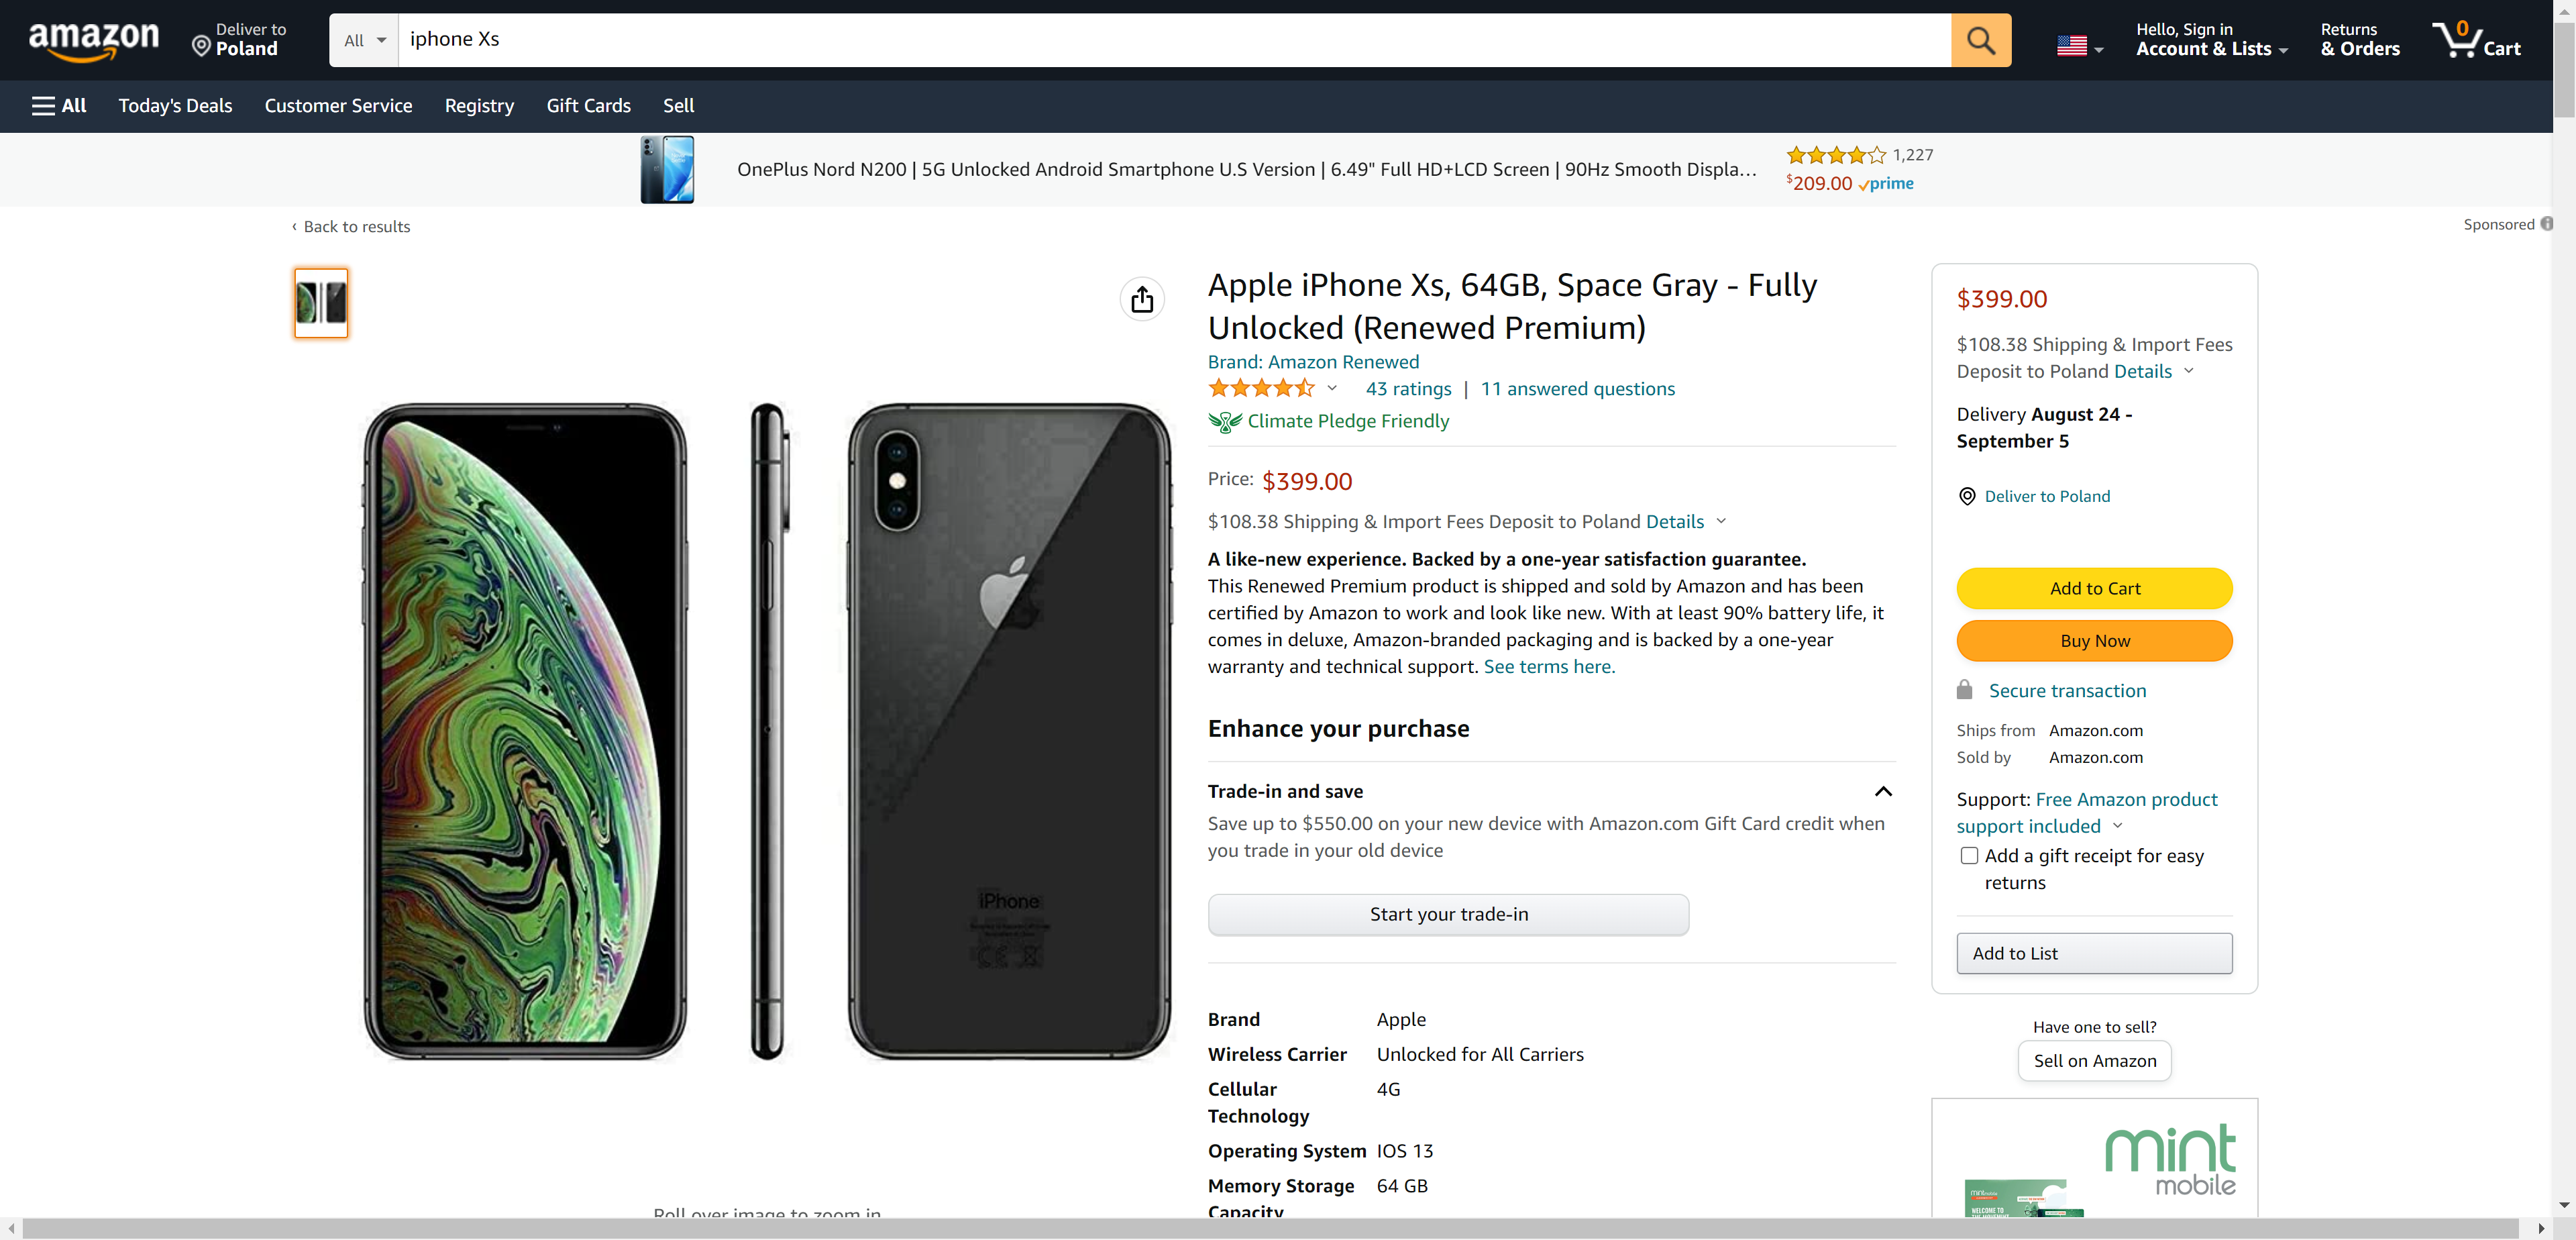 amazon
Deliver to
Poland
All
iphone Xs
Hello, Sign in
Account & Lists
Returns
& Orders
0
Cart
All
Today's Deals
Customer Service
Registry
Gift Cards
Sell
OnePlus Nord N200 | 5G Unlocked Android Smartphone U.S Version | 6.49" Full HD+LCD Screen | 90Hz Smooth Displa...
1,227
$209.00 prime
‹ Back to results
Sponsored
Apple iPhone Xs, 64GB, Space Gray - Fully
Unlocked (Renewed Premium)
Brand: Amazon Renewed
43 ratings | 11 answered questions
Climate Pledge Friendly
Price: $399.00
$108.38 Shipping & Import Fees Deposit to Poland Details
A like-new experience. Backed by a one-year satisfaction guarantee.
This Renewed Premium product is shipped and sold by Amazon and has been
certified by Amazon to work and look like new. With at least 90% battery life, it
comes in deluxe, Amazon-branded packaging and is backed by a one-year
warranty and technical support. See terms here.
Enhance your purchase
Trade-in and save
Save up to $550.00 on your new device with Amazon.com Gift Card credit when
you trade in your old device
Start your trade-in
Brand Apple
Wireless Carrier Unlocked for All Carriers
Cellular 4G
Technology
Operating System IOS 13
Memory Storage 64 GB
Capacity
iPhone
Roll over image to zoom in
$399.00
$108.38 Shipping & Import Fees
Deposit to Poland Details
Delivery August 24 -
September 5
Deliver to Poland
Add to Cart
Buy Now
Secure transaction
Ships from Amazon.com
Sold by Amazon.com
Support: Free Amazon product
support included
Add a gift receipt for easy
returns
Add to List
Have one to sell?
Sell on Amazon
mint
mobile
mint
WELCOME TO